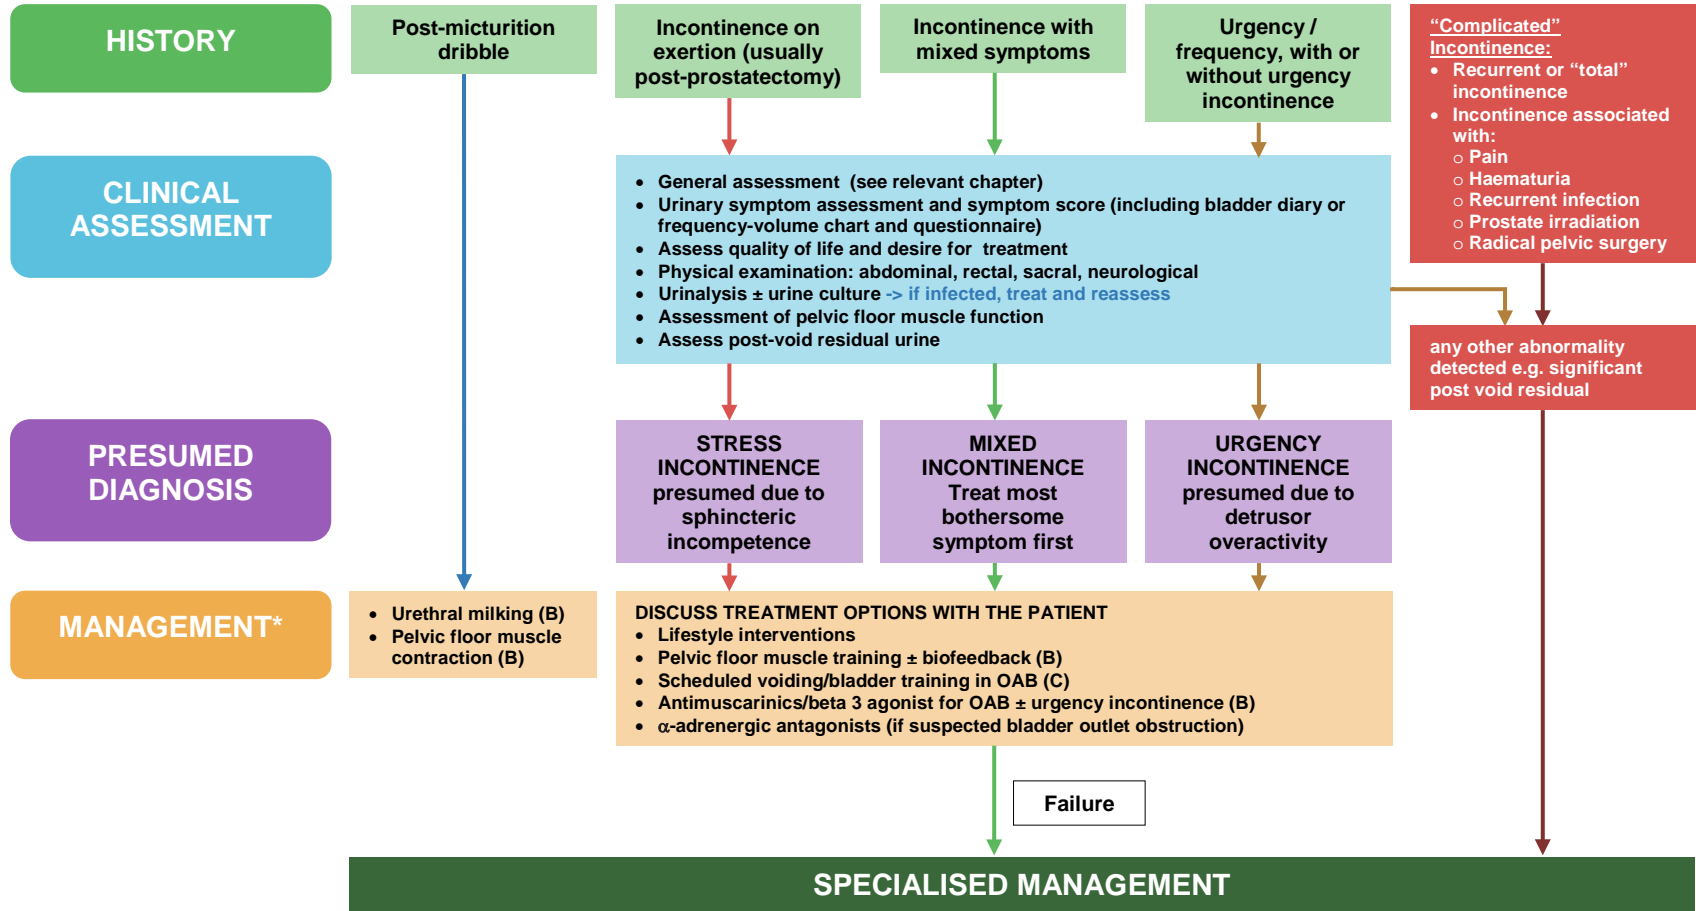 HISTORY
Post-micturition
dribble
Incontinence on
exertion (usually
post-prostatectomy)
Incontinence with
mixed symptoms
Urgency /
frequency, with or
without urgency
incontinence
“Complicated”
Incontinence:
• Recurrent or “total”
incontinence
• Incontinence associated
with:
o Pain
o Haematuria
o Recurrent infection
o Prostate irradiation
o Radical pelvic surgery
CLINICAL
ASSESSMENT
• General assessment (see relevant chapter)
• Urinary symptom assessment and symptom score (including bladder diary or
frequency-volume chart and questionnaire)
• Assess quality of life and desire for treatment
• Physical examination: abdominal, rectal, sacral, neurological
• Urinalysis ± urine culture -> if infected, treat and reassess
• Assessment of pelvic floor muscle function
• Assess post-void residual urine
any other abnormality
detected e.g. significant
post void residual
PRESUMED
DIAGNOSIS
STRESS
INCONTINENCE
presumed due to
sphincteric
incompetence
MIXED
INCONTINENCE
Treat most
bothersome
symptom first
URGENCY
INCONTINENCE
presumed due to
detrusor
overactivity
MANAGEMENT*
• Urethral milking (B)
• Pelvic floor muscle
contraction (B)
DISCUSS TREATMENT OPTIONS WITH THE PATIENT
• Lifestyle interventions
• Pelvic floor muscle training ± biofeedback (B)
• Scheduled voiding/bladder training in OAB (C)
• Antimuscarinics/beta 3 agonist for OAB ± urgency incontinence (B)
• α-adrenergic antagonists (if suspected bladder outlet obstruction)
Failure
SPECIALISED MANAGEMENT